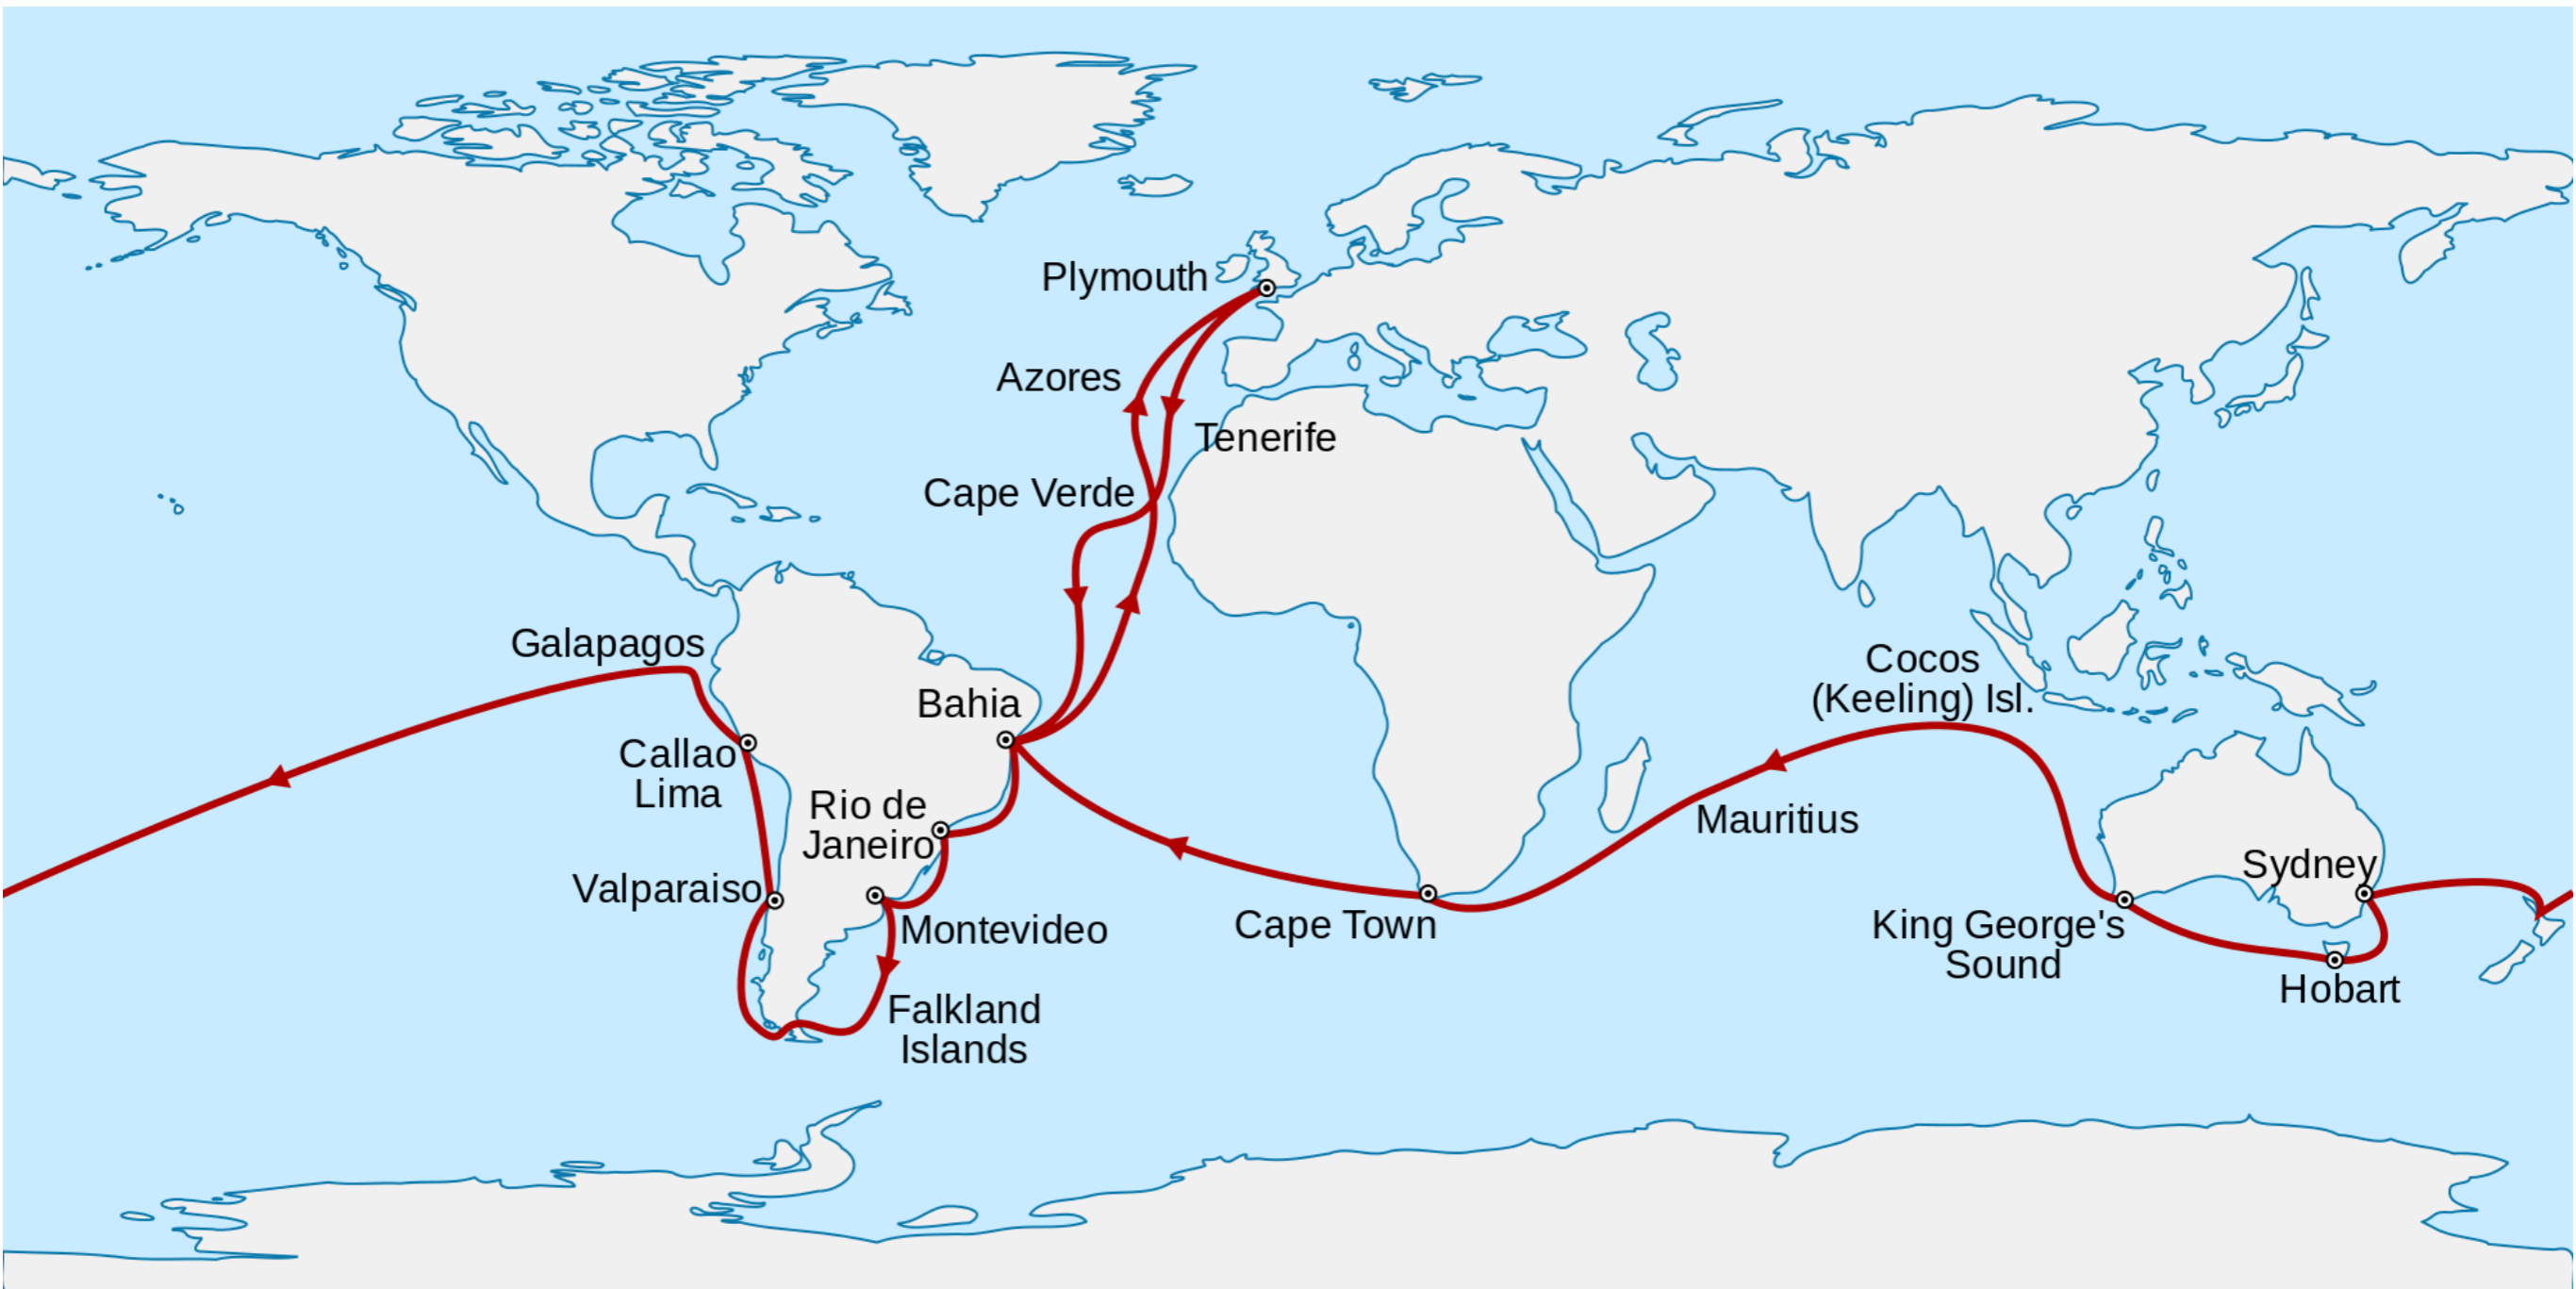 Plymouth
Azores
Tenerife
Cape Verde
Galapagos
Bahia
Cocos
(Keeling) Isl.
Callao
Lima
Rio de
Janeiro
Mauritius
Valparaiso
Sydney
Montevideo
Cape Town
King George's
Sound
Hobart
Falkland
Islands